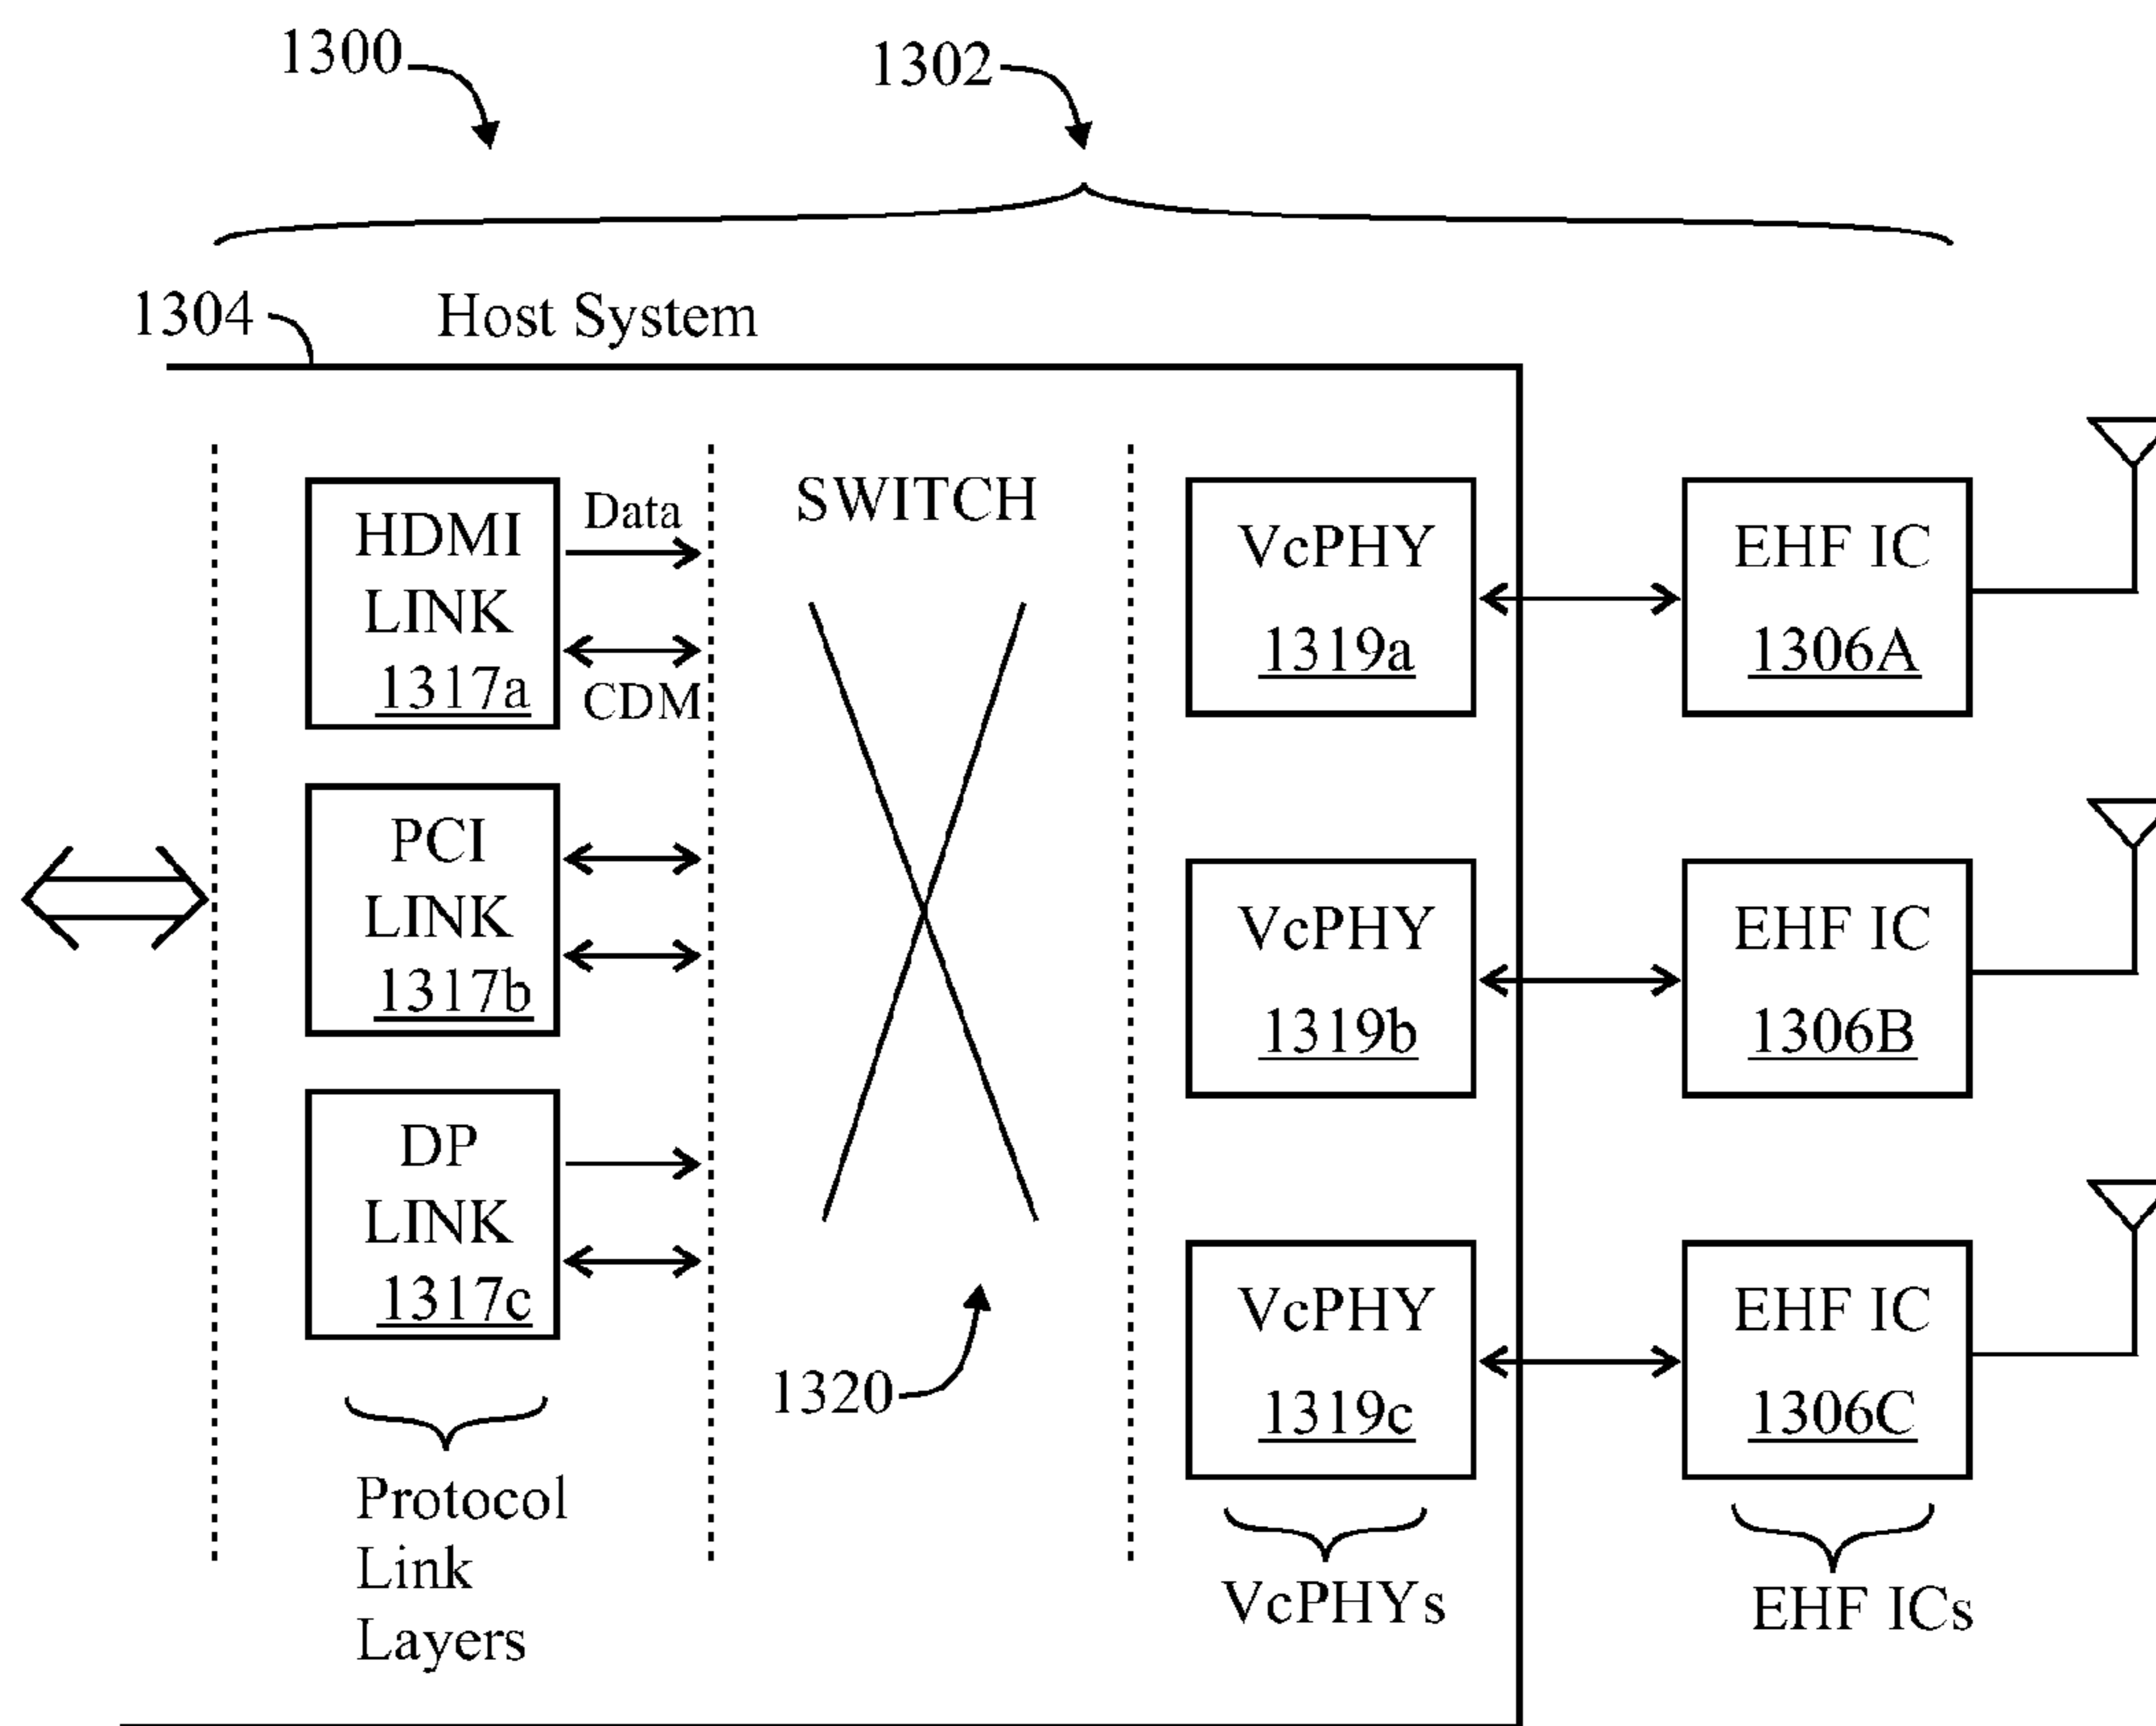 1300
1302
1304
Host System
HDMI
LINK
1317a
Data
CDM
SWITCH
VcPHY
1319a
EHF IC
1306A
PCI
LINK
1317b
VcPHY
1319b
EHF IC
1306B
DP
LINK
1317c
1320
VcPHY
1319c
EHF IC
1306C
Protocol
Link
Layers
VcPHYs
EHF ICs